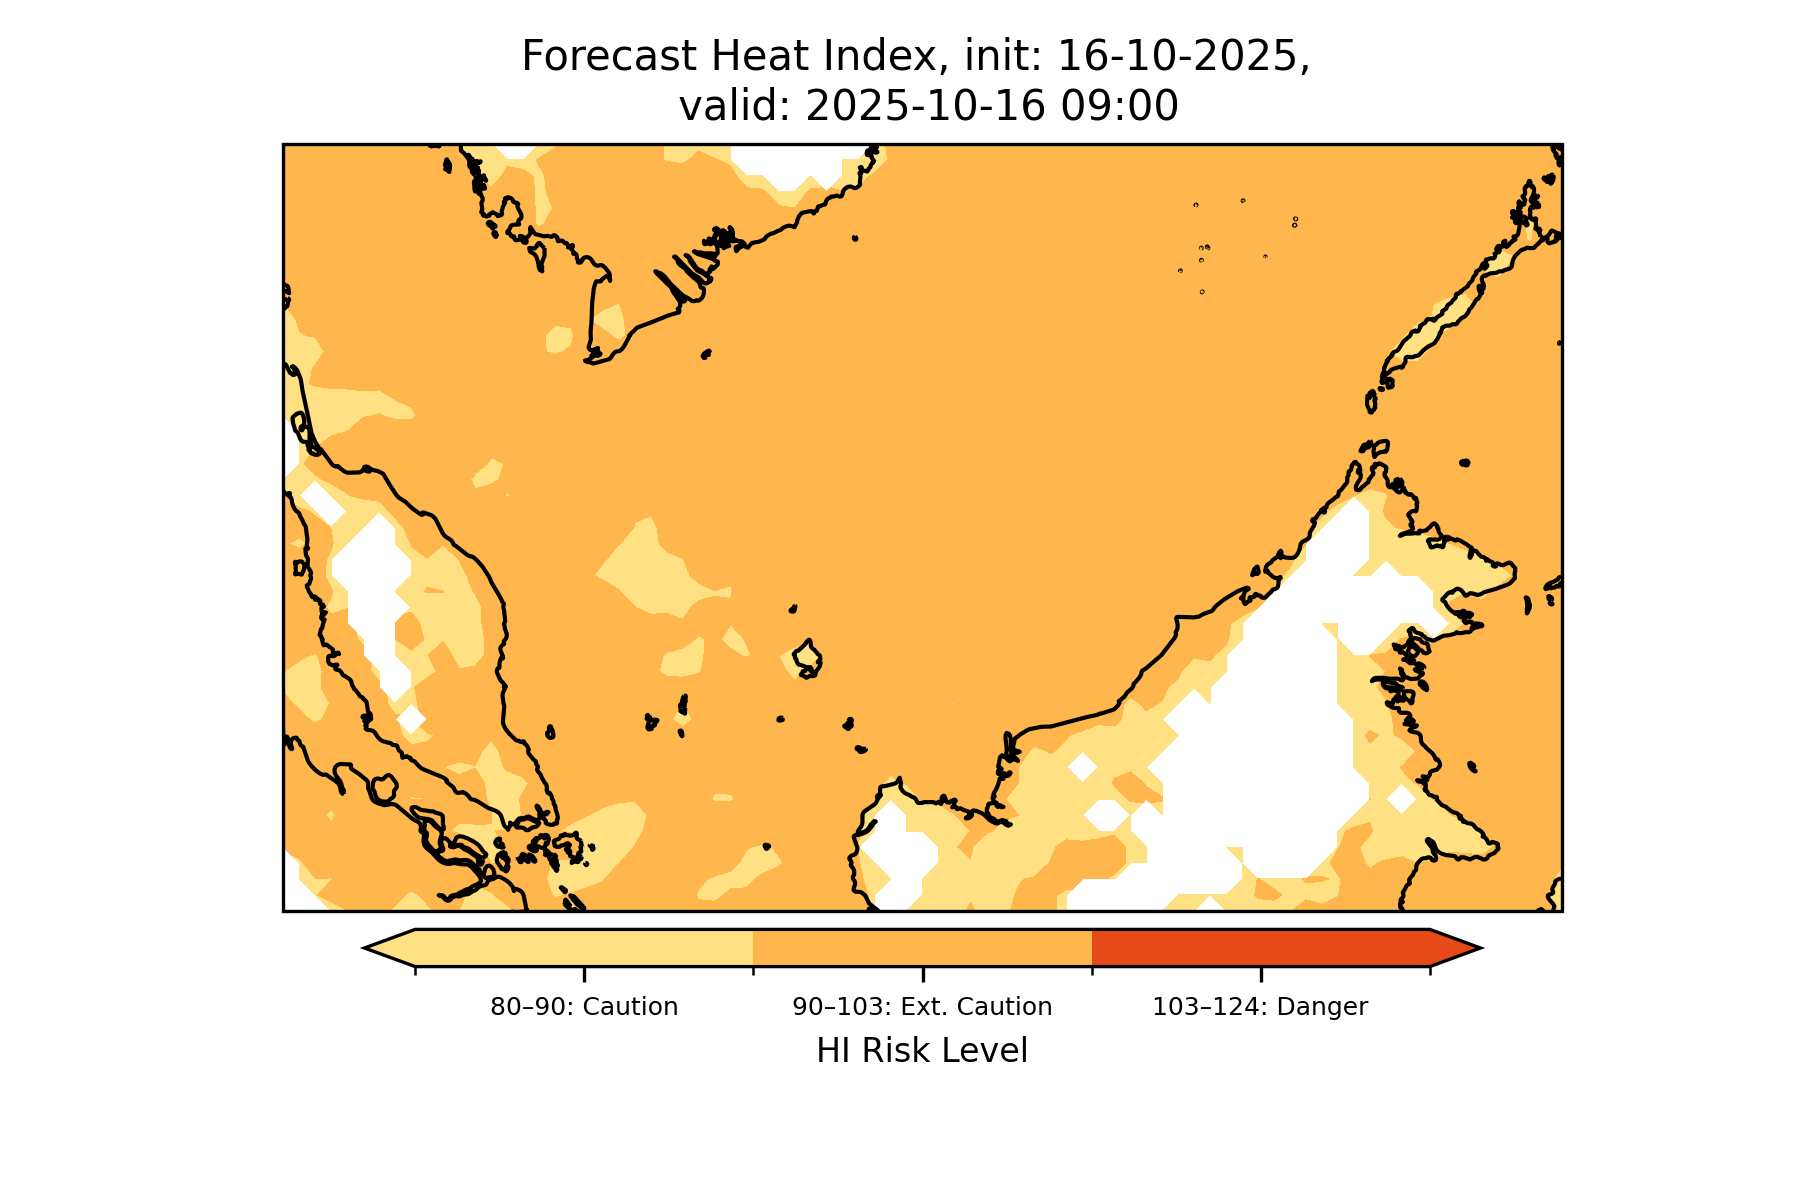 Forecast Heat Index, init: 16-10-2025,
valid: 2025-10-16 09:00
80–90: Caution
90–103: Ext. Caution
103–124: Danger
HI Risk Level